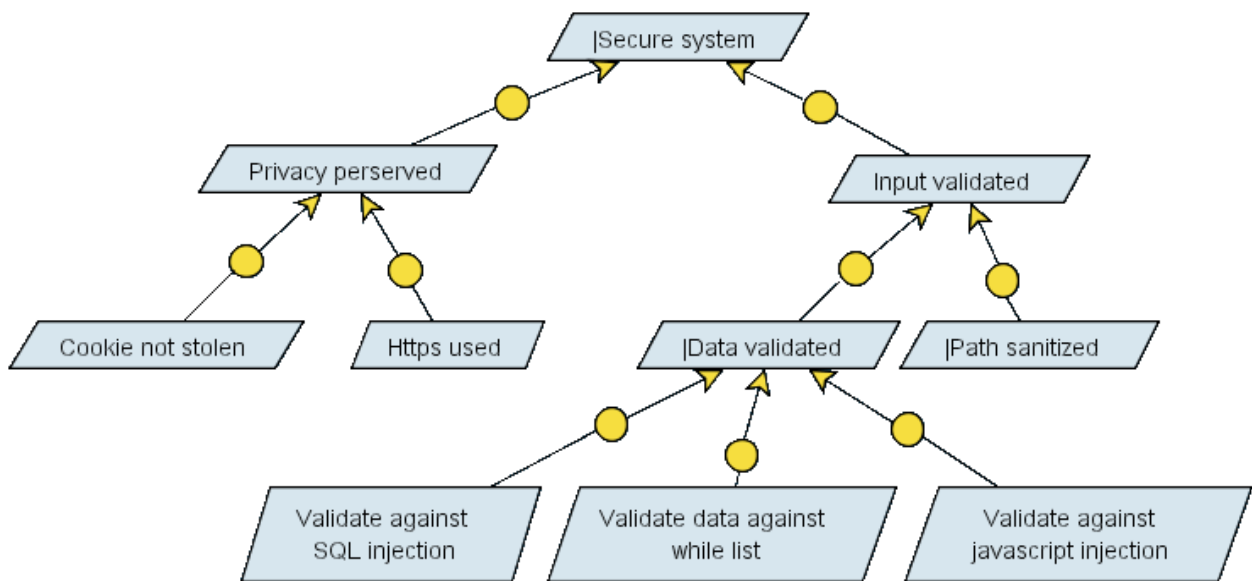 |Secure system
Privacy perserved
Input validated
Cookie not stolen
Https used
|Data validated
|Path sanitized
Validate against
SQL injection
Validate data against
while list
Validate against
javascript injection